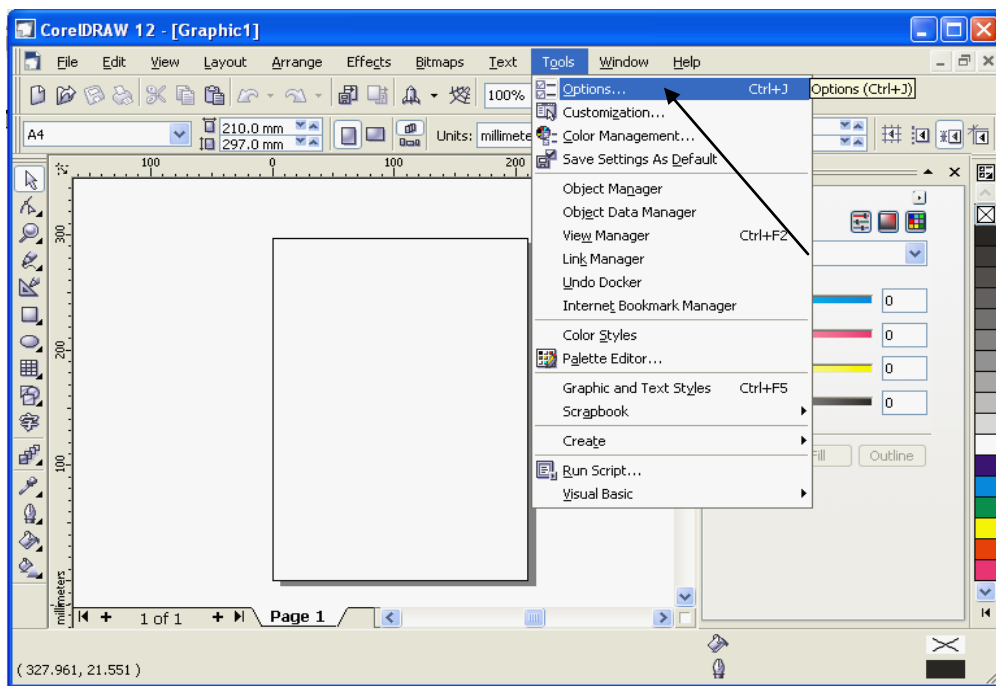 CorelDRAW 12 - [Graphic1]
File Edit View Layout Arrange Effects Bitmaps Text Tools Window Help
100%
A4
210.0 mm
297.0 mm
Units: millimete
Options... Ctrl+J
Options (Ctrl+J)
Customization...
Color Management...
Save Settings As Default
Object Manager
Object Data Manager
View Manager Ctrl+F2
Link Manager
Undo Docker
Internet Bookmark Manager
Color Styles
Palette Editor...
Graphic and Text Styles Ctrl+F5
Scrapbook
Create
Run Script...
Visual Basic
100 0 100 200
300
200
100
millimeters
0
0
0
0
Fill Outline
1 of 1 Page 1
( 327.961, 21.551 )